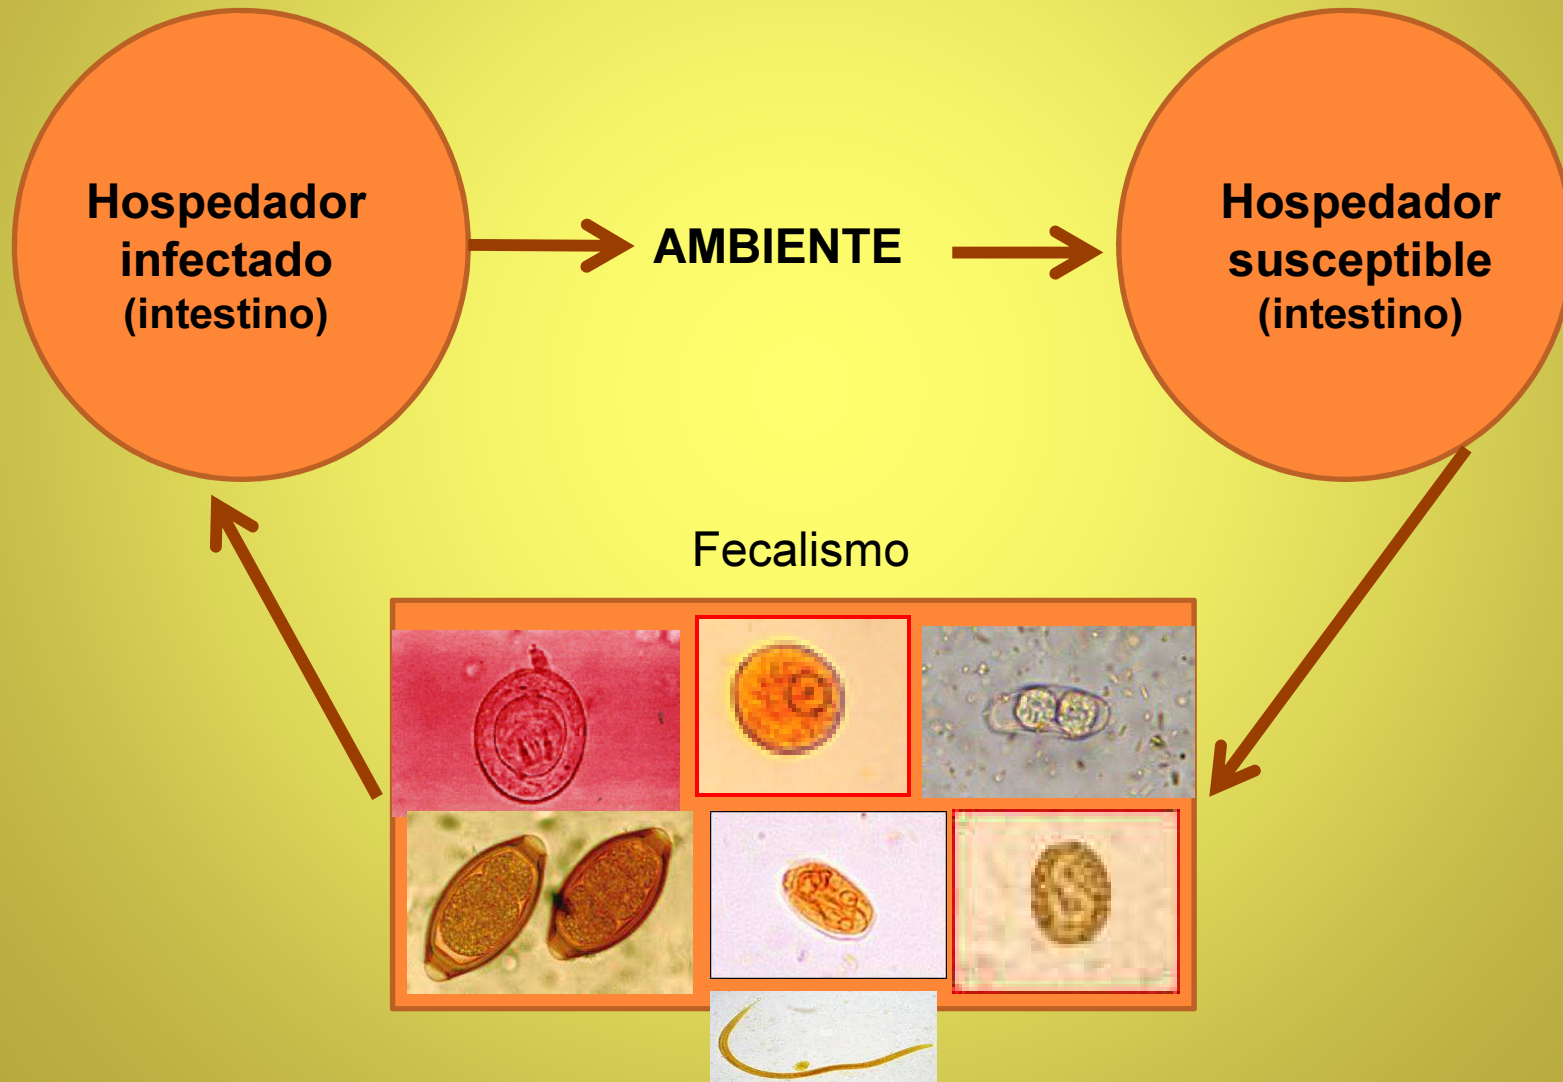 Hospedador
infectado
(intestino)
AMBIENTE
Hospedador
susceptible
(intestino)
Fecalismo